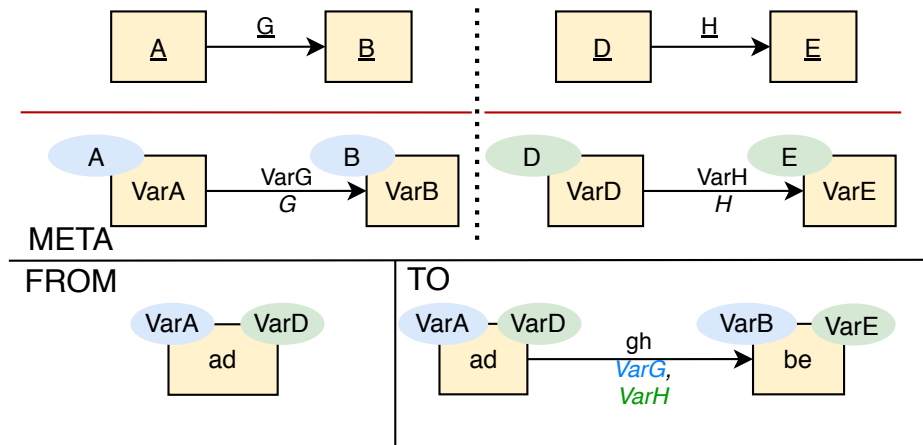 G
H
A
B
D
E
A
B
D
E
VarG
VarH
VarA
VarB
VarD
VarE
G
H
META
FROM
TO
VarA
VarD
VarA
VarD
VarB
VarE
gh
ad
ad
be
VarG,
VarH